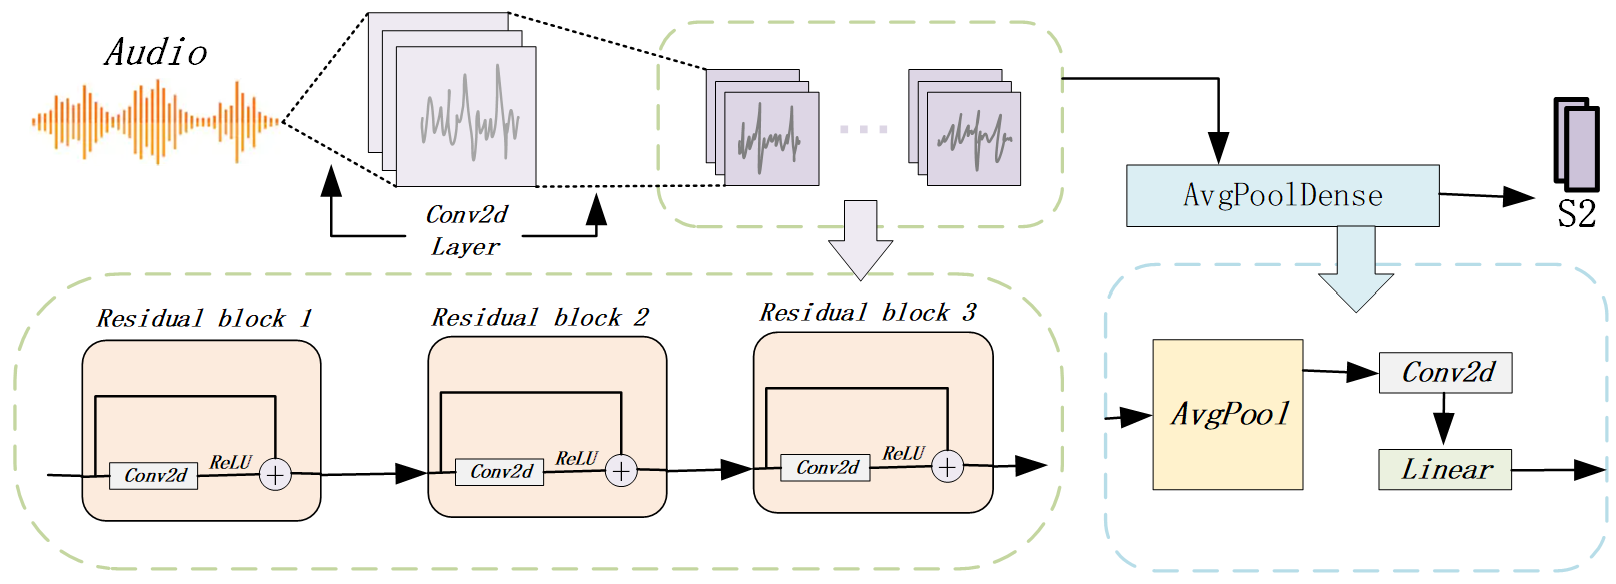 Audio
Conv2d
Layer
AvgPoolDense
S2
Residual block 1
Residual block 2
Residual block 3
Conv2d
ReLU
+
Conv2d
ReLU
+
Conv2d
ReLU
+
AvgPool
Conv2d
Linear